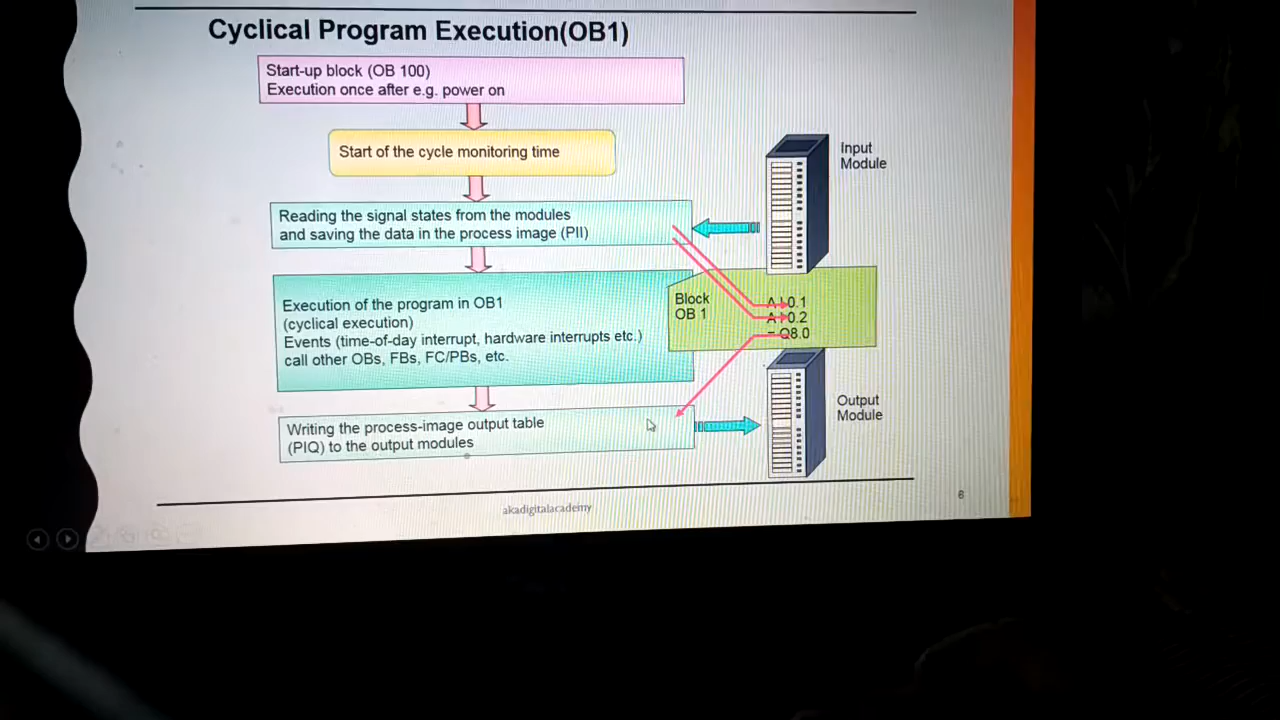 Cyclical Program Execution(OB1)
Start-up block (OB 100)
Execution once after e.g. power on
Start of the cycle monitoring time
Input
Module
Reading the signal states from the modules
and saving the data in the process image (PII)
Execution of the program in OB1
(cyclical execution)
Events (time-of-day interrupt, hardware interrupts etc.)
call other OBs, FBs, FC/PBs, etc.
Block
OB 1
A I 0.1
A I 0.2
= Q8.0
Output
Module
Writing the process-image output table
(PIQ) to the output modules
akadigitalacademy
6